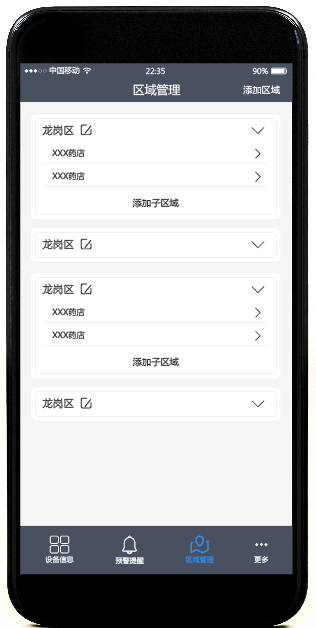 中国移动 22:35 90%
区域管理 添加区域
龙岗区
XXX药店
XXX药店
添加子区域
龙岗区
龙岗区
XXX药店
XXX药店
添加子区域
龙岗区
设备信息 预警提醒 区域管理 更多